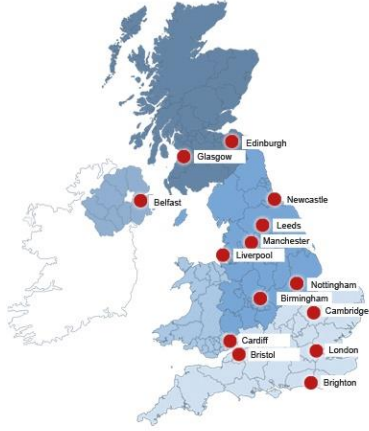 Edinburgh
Glasgow
Belfast
Newcastle
Leeds
Manchester
Liverpool
Nottingham
Birmingham
Cambridge
Cardiff
London
Bristol
Brighton